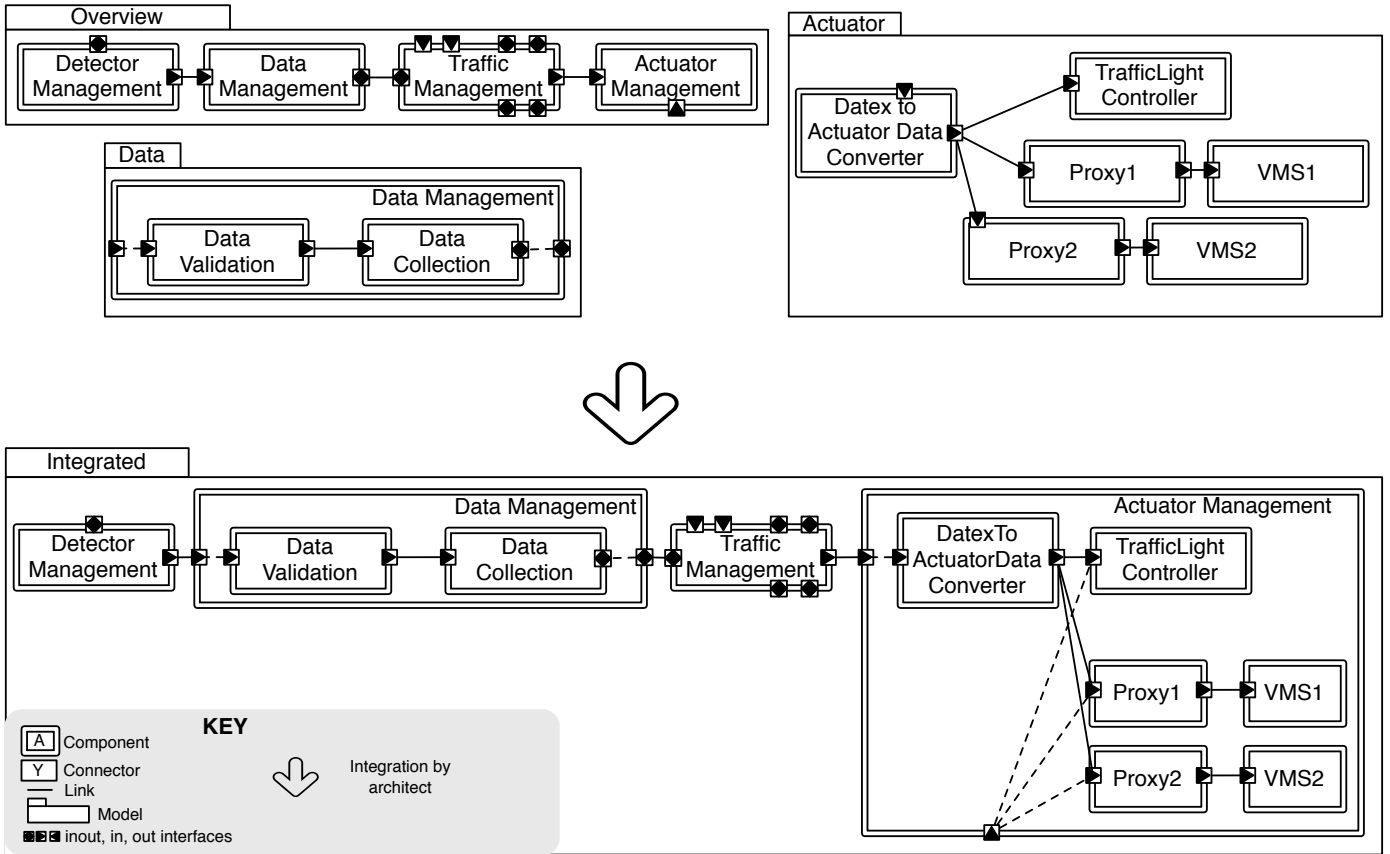 Overview
Detector
Management
Data
Management
Traffic
Management
Actuator
Management
Data
Data Management
Data
Validation
Data
Collection
Actuator
Datex to
Actuator Data
Converter
TrafficLight
Controller
Proxy1
VMS1
Proxy2
VMS2
Integrated
Detector
Management
Data Management
Data
Validation
Data
Collection
Traffic
Management
Actuator Management
DatexTo
ActuatorData
Converter
TrafficLight
Controller
Proxy1
VMS1
Proxy2
VMS2
KEY
A Component
Y Connector
Link
Model
inout, in, out interfaces
Integration by
architect